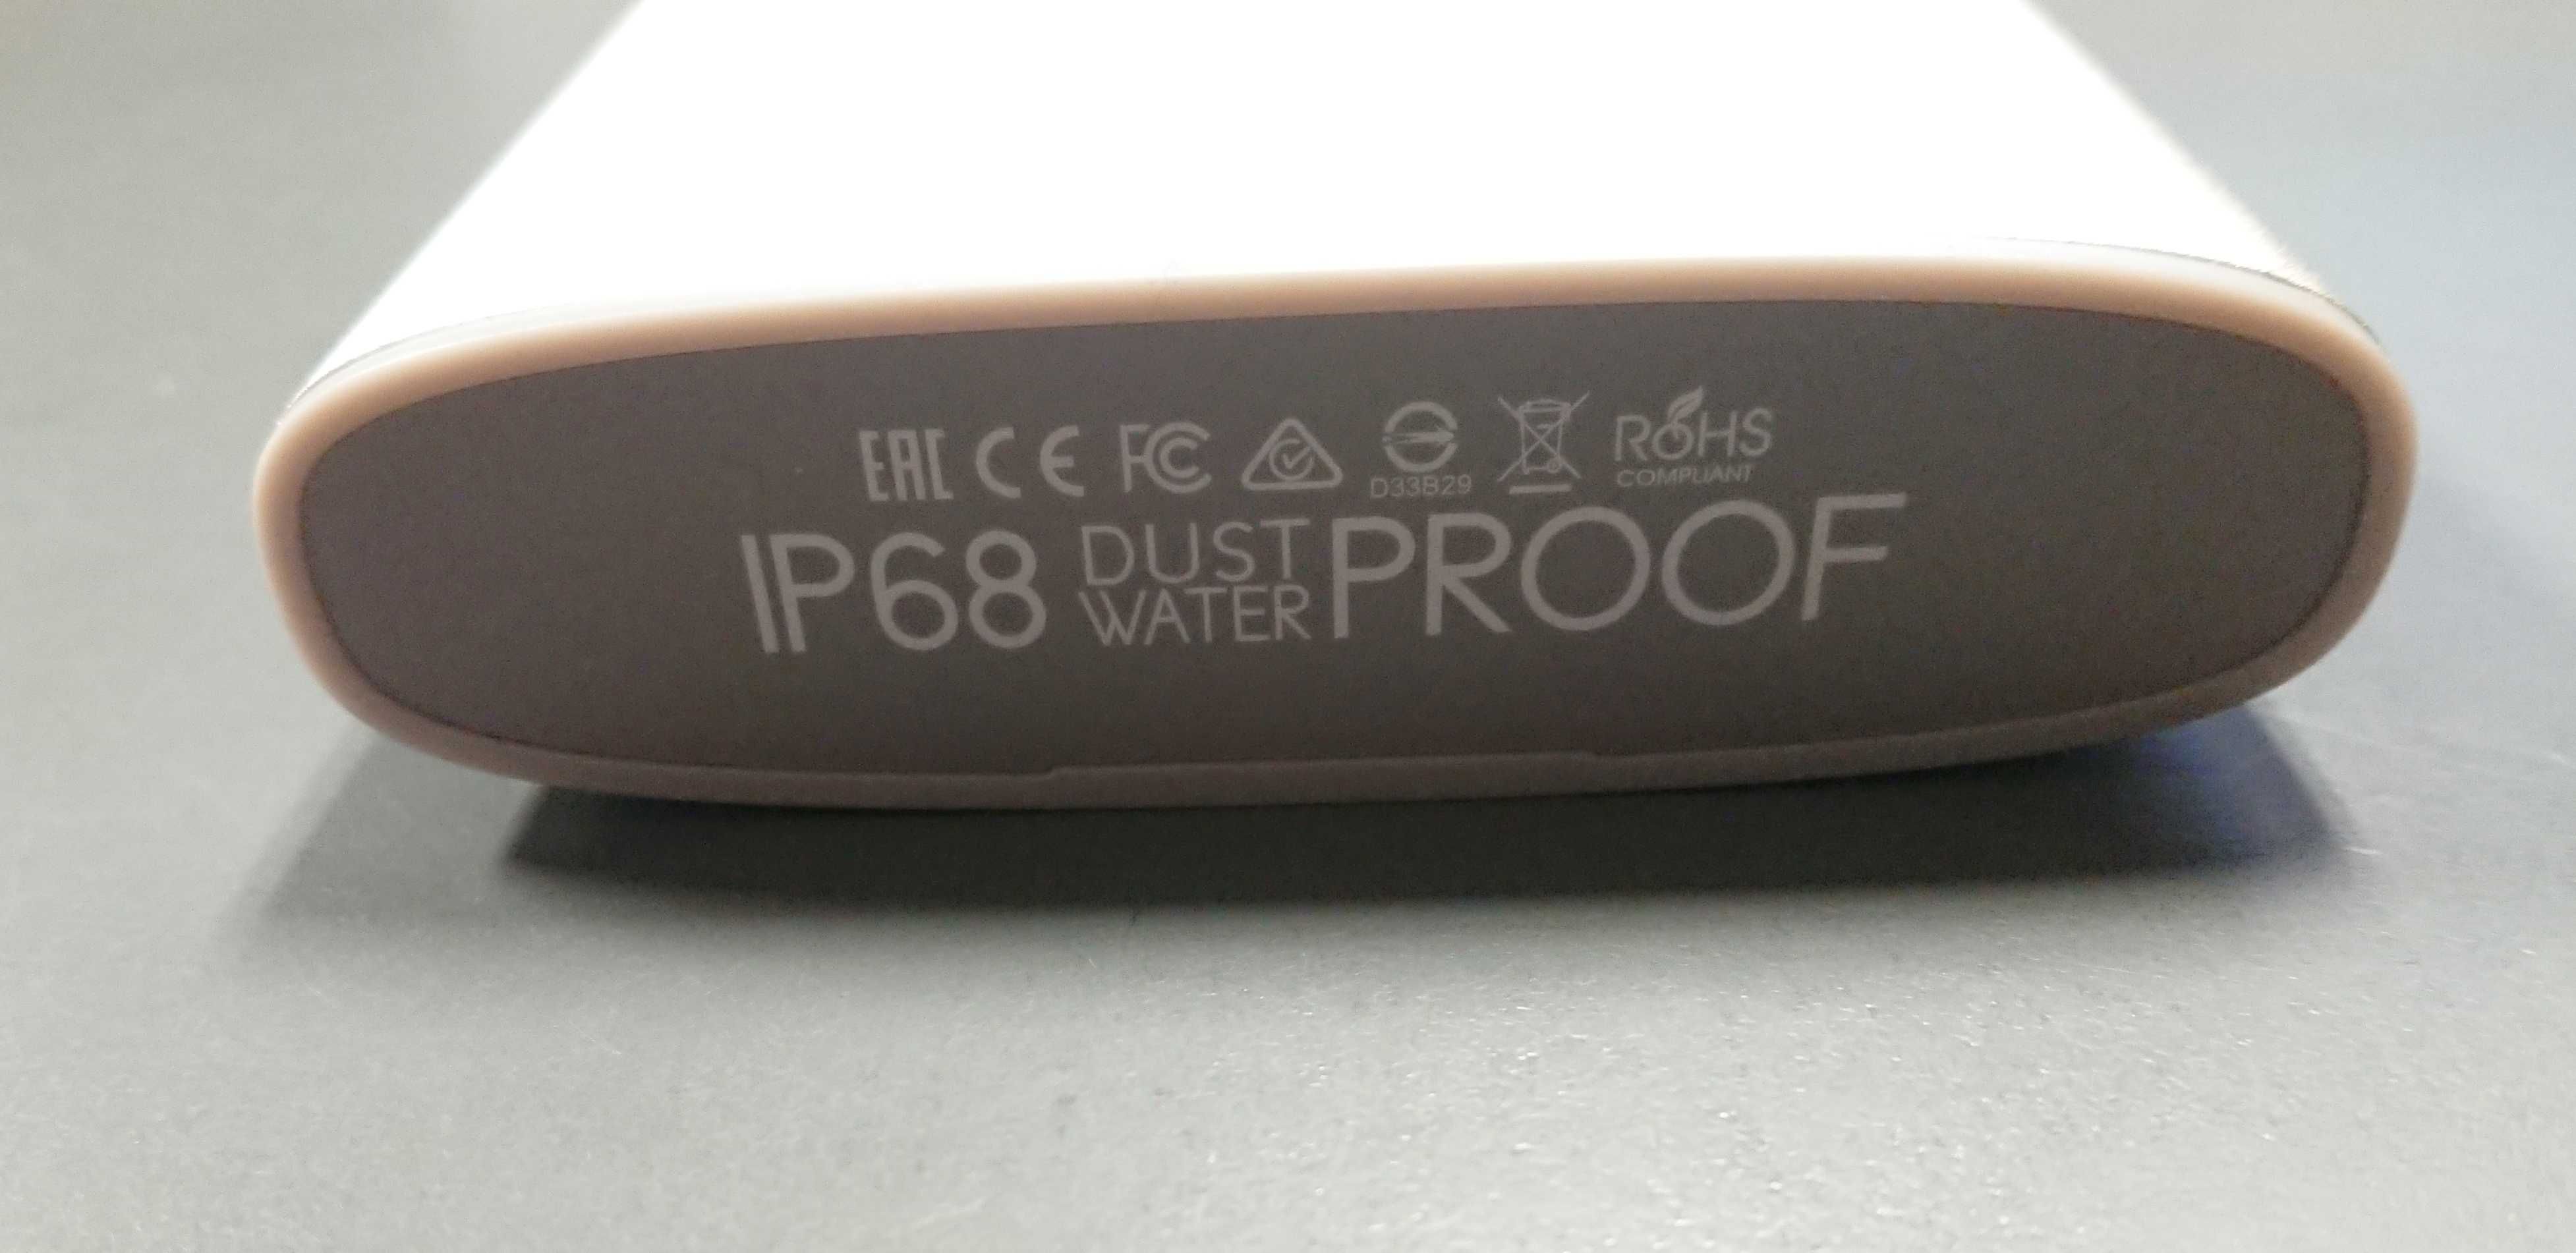 EAC CE FC D33B29 RoHS
COMPLIANT
IP68 DUST WATER PROOF